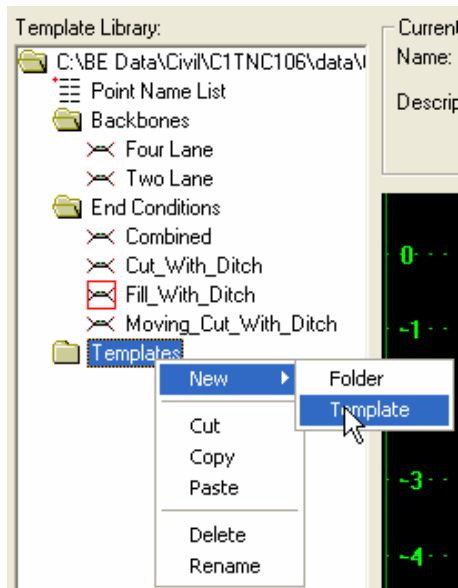 Template Library:
C:\BE Data\Civil\C1TNC106\data\
Point Name List
Backbones
Four Lane
Two Lane
End Conditions
Combined
Cut_With_Ditch
Fill_With_Ditch
Moving_Cut_With_Ditch
Templates
New
Cut
Copy
Paste
Delete
Rename
Folder
Template
Current
Name:
Descrip
0
-1
-3
-4